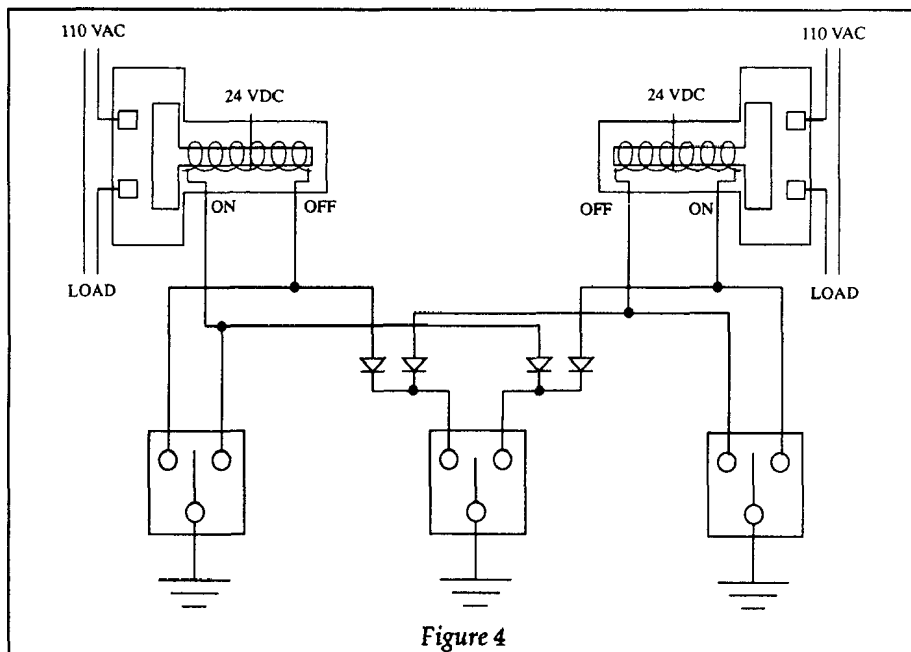 110 VAC
110 VAC
24 VDC
24 VDC
ON
OFF
OFF
ON
LOAD
LOAD
Figure 4